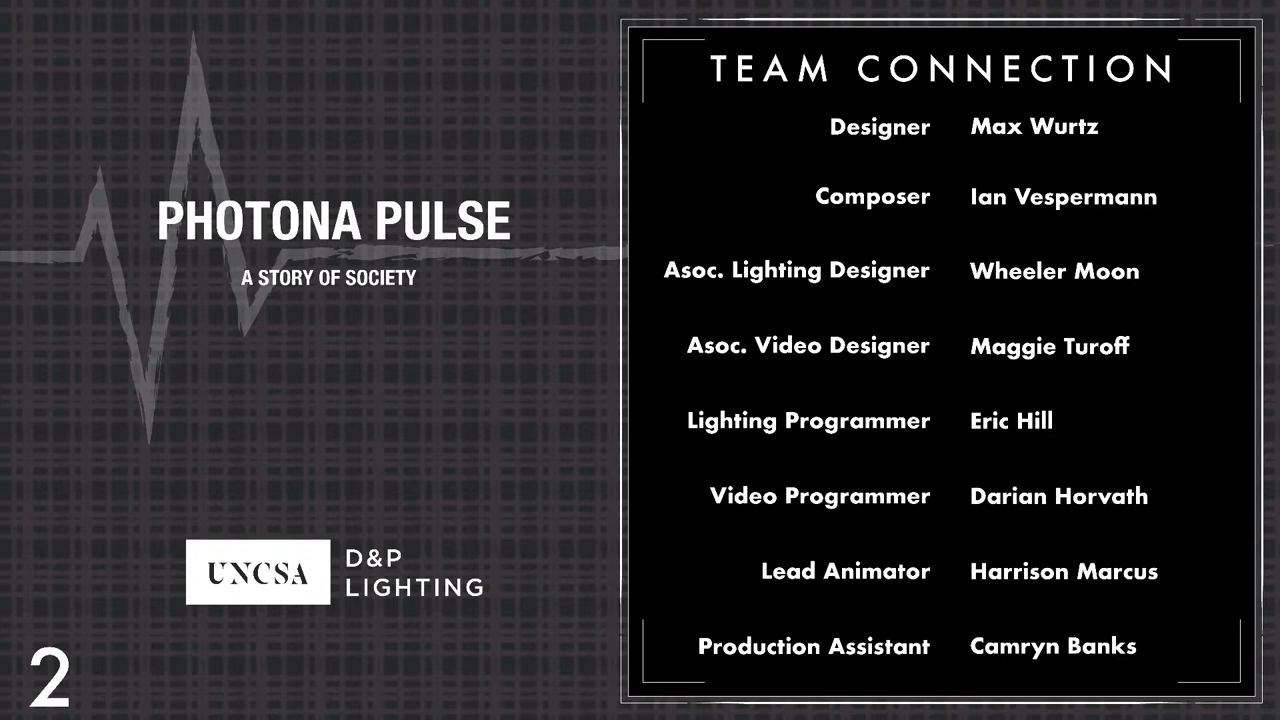 PHOTONA PULSE
A STORY OF SOCIETY
UNCSA
D&P
LIGHTING
2
TEAM CONNECTION
Designer Max Wurtz
Composer Ian Vespermann
Asoc. Lighting Designer Wheeler Moon
Asoc. Video Designer Maggie Turoff
Lighting Programmer Eric Hill
Video Programmer Darian Horvath
Lead Animator Harrison Marcus
Production Assistant Camryn Banks